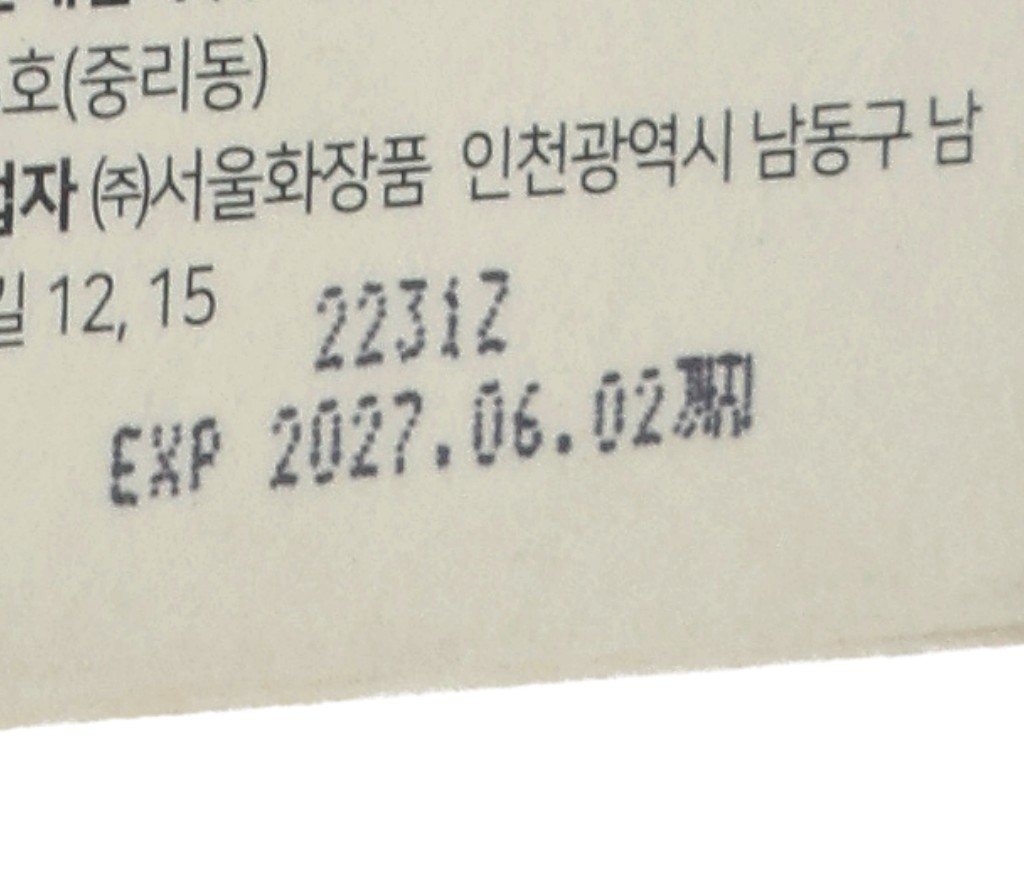 호(중리동)
업자 (주)서울화장품 인천광역시 남동구 남
길 12, 15
2231Z
EXP 2027.06.02까지